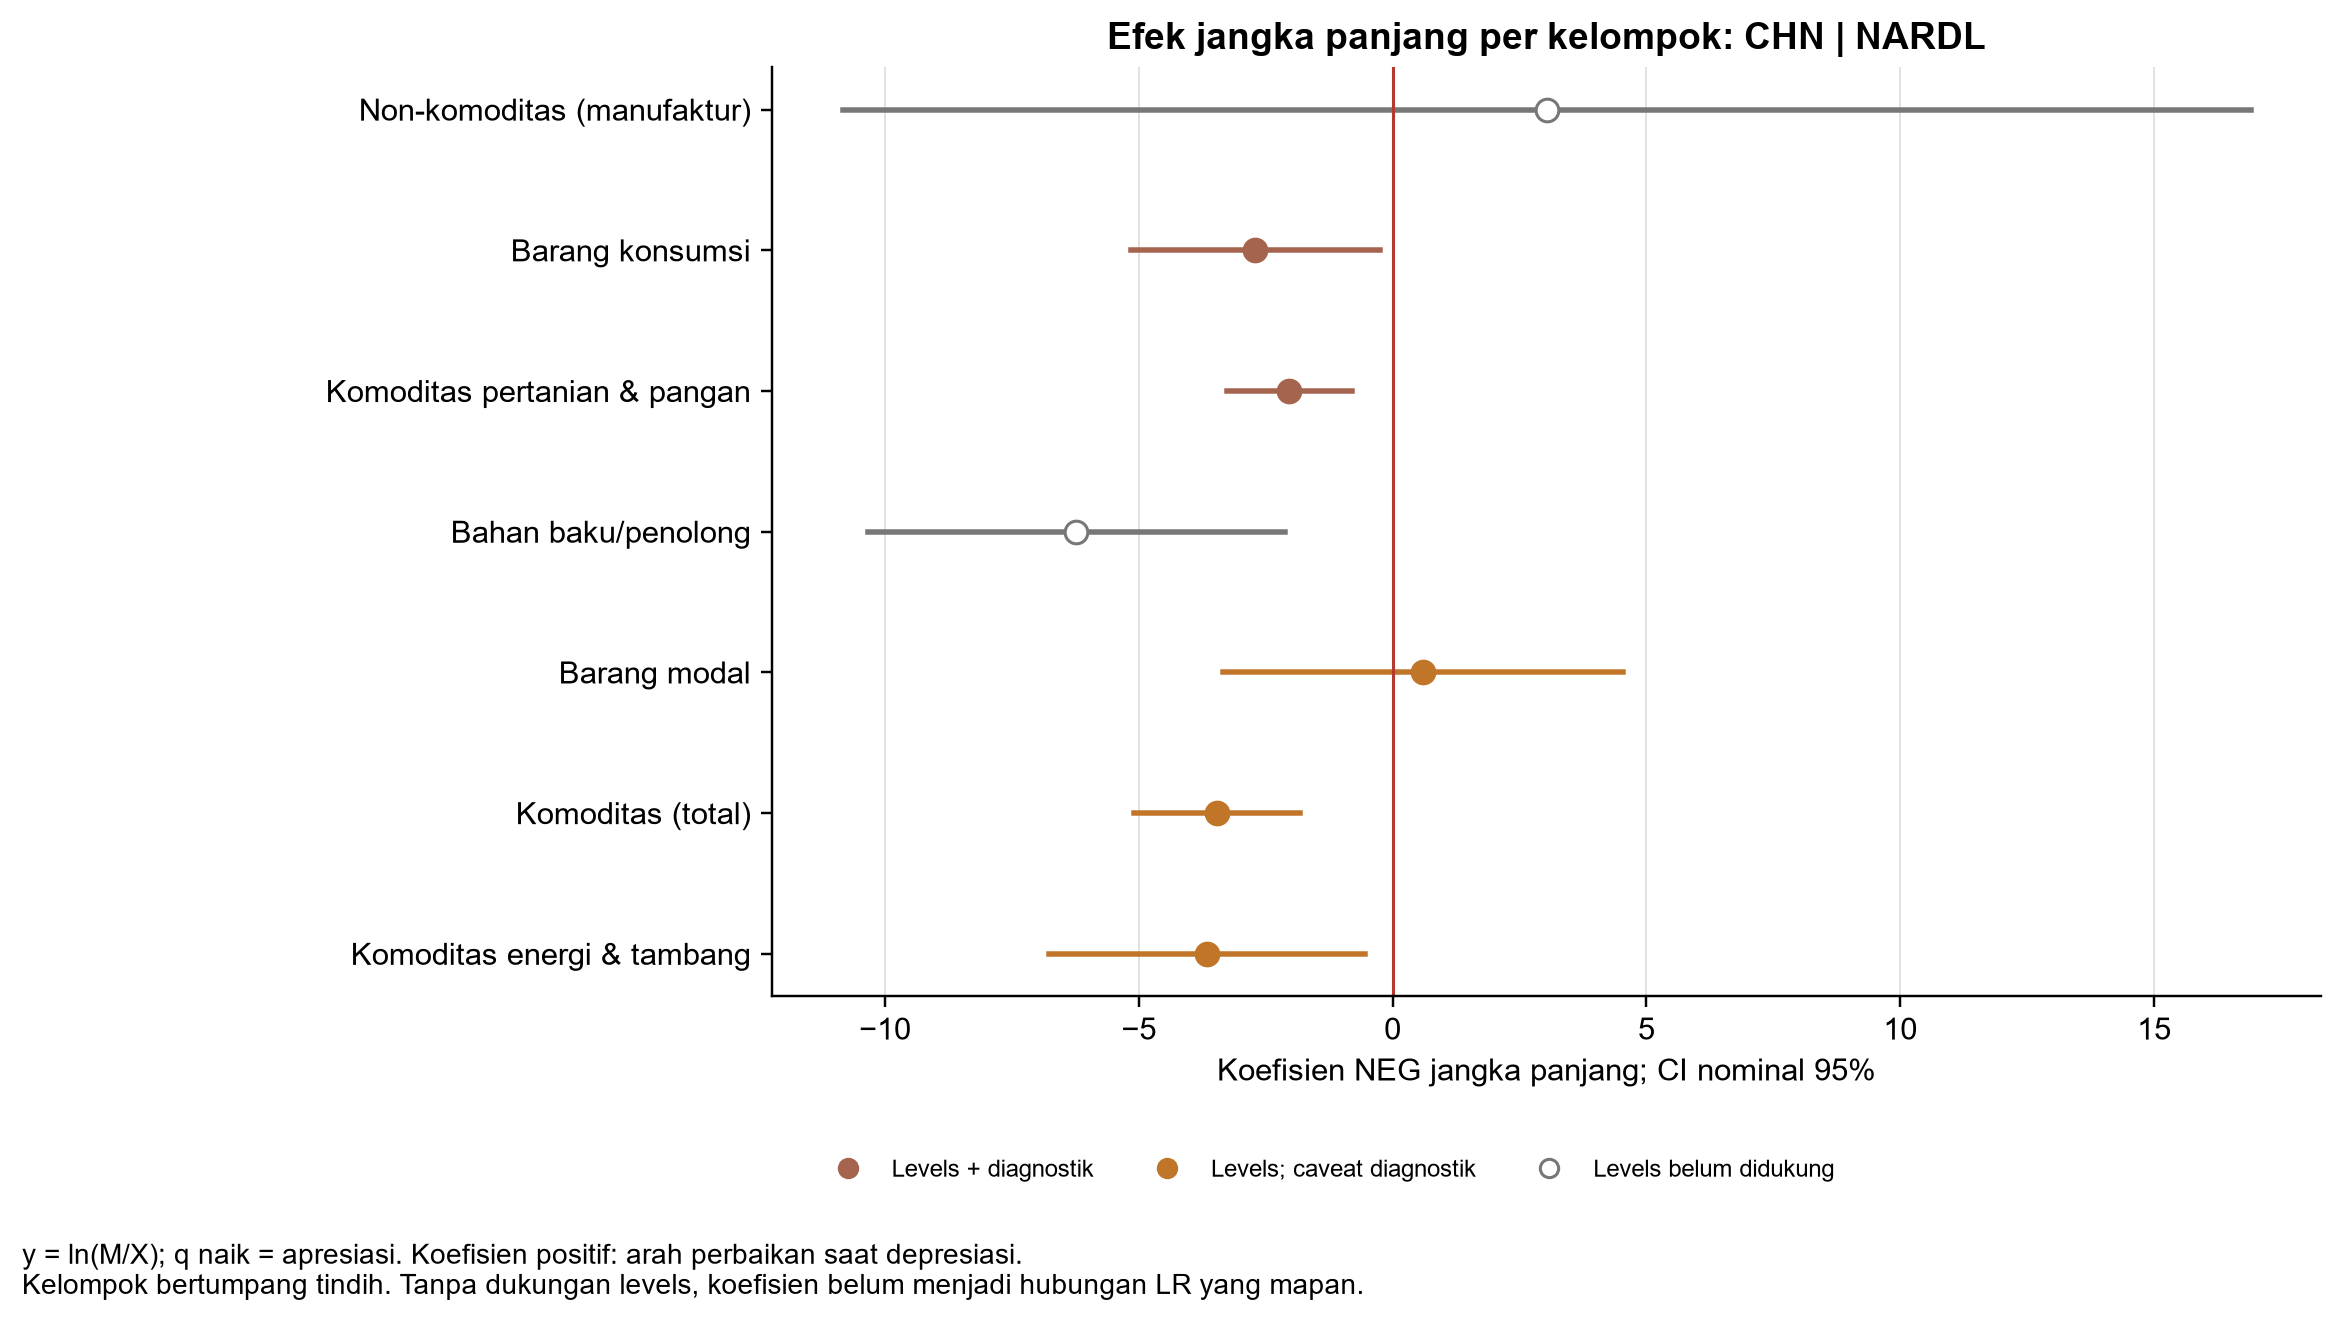 Efek jangka panjang per kelompok: CHN | NARDL
Non-komoditas (manufaktur)
Barang konsumsi
Komoditas pertanian & pangan
Bahan baku/penolong
Barang modal
Komoditas (total)
Komoditas energi & tambang
−10 −5 0 5 10 15
Koefisien NEG jangka panjang; CI nominal 95%
Levels + diagnostik Levels; caveat diagnostik Levels belum didukung
y = ln(M/X); q naik = apresiasi. Koefisien positif: arah perbaikan saat depresiasi.
Kelompok bertumpang tindih. Tanpa dukungan levels, koefisien belum menjadi hubungan LR yang mapan.